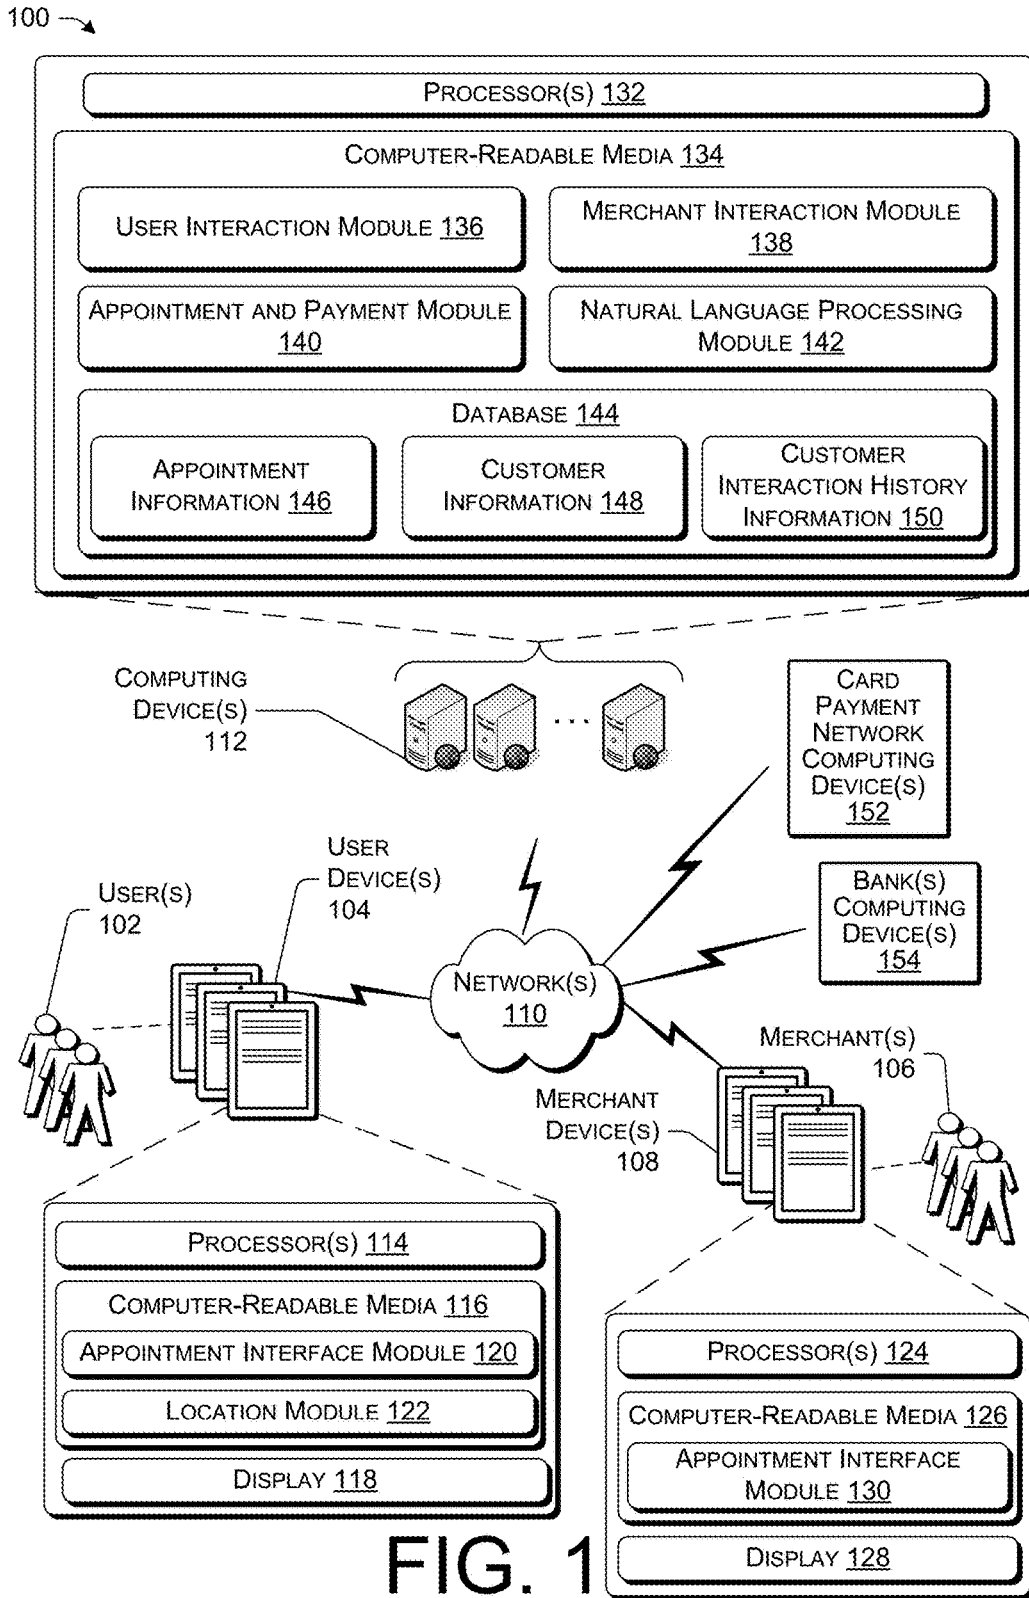 100
PROCESSOR(S) 132
COMPUTER-READABLE MEDIA 134
USER INTERACTION MODULE 136
MERCHANT INTERACTION MODULE
138
APPOINTMENT AND PAYMENT MODULE
140
NATURAL LANGUAGE PROCESSING
MODULE 142
DATABASE 144
APPOINTMENT
INFORMATION 146
CUSTOMER
INFORMATION 148
CUSTOMER
INTERACTION HISTORY
INFORMATION 150
COMPUTING
DEVICE(S)
112
...
CARD
PAYMENT
NETWORK
COMPUTING
DEVICE(S)
152
USER(S)
102
USER
DEVICE(S)
104
BANK(S)
COMPUTING
DEVICE(S)
154
NETWORK(S)
110
MERCHANT(S)
106
MERCHANT
DEVICE(S)
108
PROCESSOR(S) 114
COMPUTER-READABLE MEDIA 116
APPOINTMENT INTERFACE MODULE 120
LOCATION MODULE 122
DISPLAY 118
PROCESSOR(S) 124
COMPUTER-READABLE MEDIA 126
APPOINTMENT INTERFACE
MODULE 130
DISPLAY 128
FIG. 1